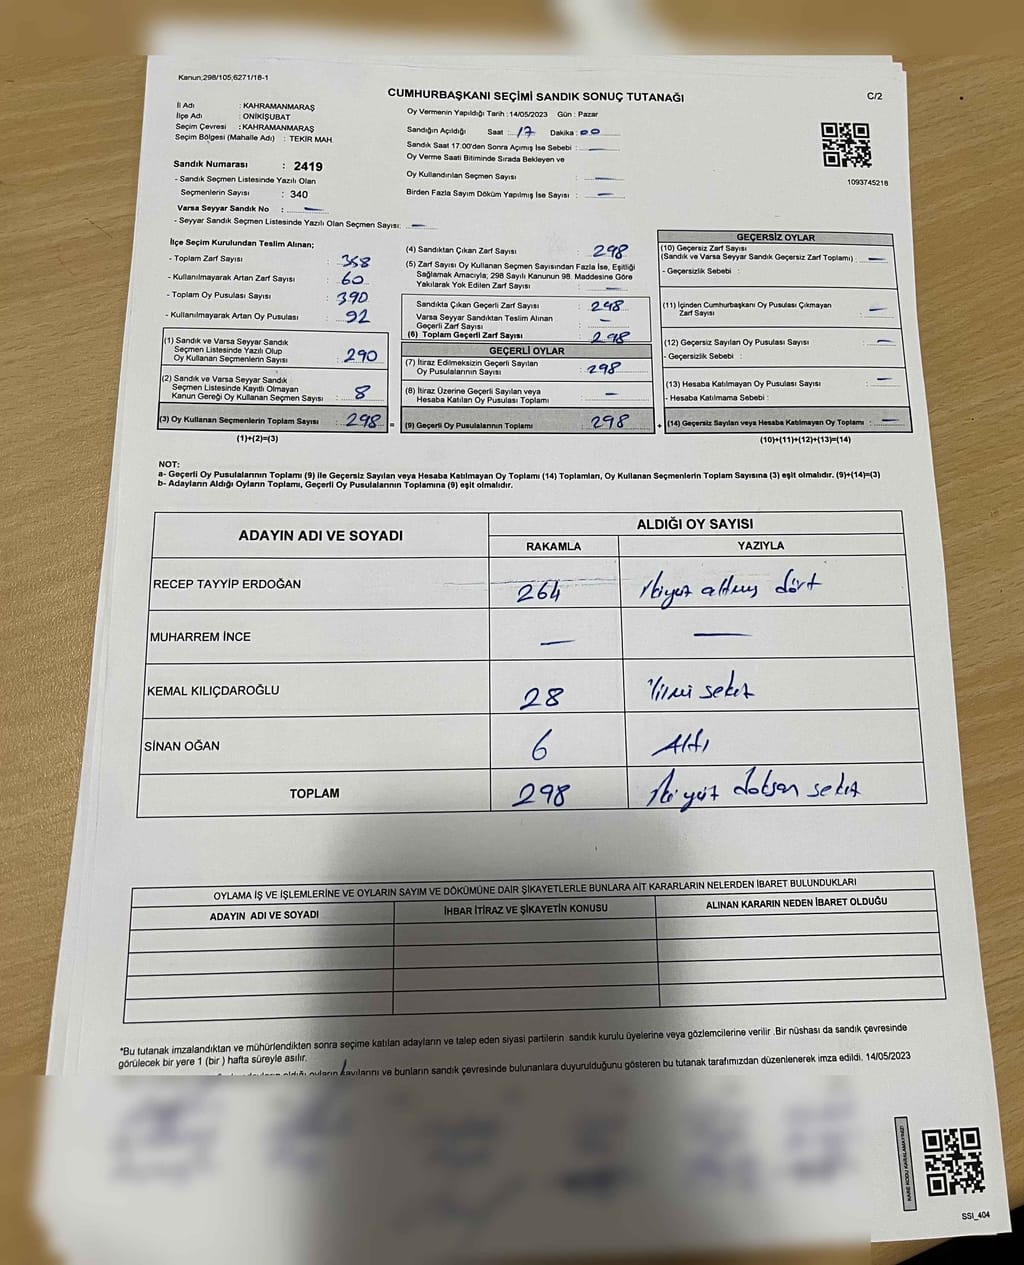 Kanun,298/105,6271/18-1
CUMHURBAŞKANI SEÇİMİ SANDIK SONUÇ TUTANAĞI
C/2
İl Adı : KAHRAMANMARAŞ
İlçe Adı : ONİKİŞUBAT
Seçim Çevresi : KAHRAMANMARAŞ
Seçim Bölgesi (Mahalle Adı) : TEKİR MAH.
Sandık Numarası : 2419
- Sandık Seçmen Listesinde Yazılı Olan
Seçmenlerin Sayısı : 340
Varsa Seyyar Sandık No : —
- Seyyar Sandık Seçmen Listesinde Yazılı Olan Seçmen Sayısı: —
Oy Vermenin Yapıldığı Tarih : 14/05/2023 Gün : Pazar
Sandığın Açıldığı Saat : 17 Dakika : 00
Sandık Saat 17:00'den Sonra Açımış İse Sebebi : —
Oy Verme Saati Bitiminde Sırada Bekleyen ve
Oy Kullandırılan Seçmen Sayısı : —
Birden Fazla Sayım Döküm Yapılmış İse Sayısı : —
1093745218
İlçe Seçim Kurulundan Teslim Alınan;
- Toplam Zarf Sayısı : 358
- Kullanılmayarak Artan Zarf Sayısı : 60
- Toplam Oy Pusulası Sayısı : 390
- Kullanılmayarak Artan Oy Pusulası : 92
(1) Sandık ve Varsa Seyyar Sandık
Seçmen Listesinde Yazılı Olup
Oy Kullanan Seçmenlerin Sayısı : 290
(2) Sandık ve Varsa Seyyar Sandık
Seçmen Listesinde Kayıtlı Olmayan
Kanun Gereği Oy Kullanan Seçmen Sayısı : 8
(3) Oy Kullanan Seçmenlerin Toplam Sayısı : 298
(1)+(2)=(3)
(4) Sandıktan Çıkan Zarf Sayısı : 298
(5) Zarf Sayısı Oy Kullanan Seçmen Sayısından Fazla İse, Eşitliği
Sağlamak Amacıyla; 298 Sayılı Kanunun 98. Maddesine Göre
Yakılarak Yok Edilen Zarf Sayısı : —
Sandıkta Çıkan Geçerli Zarf Sayısı : 298
Varsa Seyyar Sandıktan Teslim Alınan
Geçerli Zarf Sayısı : —
(6) Toplam Geçerli Zarf Sayısı : 298
GEÇERLİ OYLAR
(7) İtiraz Edilmeksizin Geçerli Sayılan
Oy Pusulalarının Sayısı : 298
(8) İtiraz Üzerine Geçerli Sayılan veya
Hesaba Katılan Oy Pusulası Toplamı : —
= (9) Geçerli Oy Pusulalarının Toplamı : 298
GEÇERSİZ OYLAR
(10) Geçersiz Zarf Sayısı
(Sandık ve Varsa Seyyar Sandık Geçersiz Zarf Toplamı) : —
- Geçersizlik Sebebi :
(11) İçinden Cumhurbaşkanı Oy Pusulası Çıkmayan
Zarf Sayısı : —
(12) Geçersiz Sayılan Oy Pusulası Sayısı : —
- Geçersizlik Sebebi :
(13) Hesaba Katılmayan Oy Pusulası Sayısı : —
- Hesaba Katılmama Sebebi :
+ (14) Geçersiz Sayılan veya Hesaba Katılmayan Oy Toplamı : —
(10)+(11)+(12)+(13)=(14)
NOT:
a- Geçerli Oy Pusulalarının Toplamı (9) ile Geçersiz Sayılan veya Hesaba Katılmayan Oy Toplamı (14) Toplamları, Oy Kullanan Seçmenlerin Toplam Sayısına (3) eşit olmalıdır. (9)+(14)=(3)
b- Adayların Aldığı Oyların Toplamı, Geçerli Oy Pusulalarının Toplamına (9) eşit olmalıdır.
ADAYIN ADI VE SOYADI
ALDIĞI OY SAYISI
RAKAMLA YAZIYLA
RECEP TAYYİP ERDOĞAN 264 İkiyüz altmış dört
MUHARREM İNCE — —
KEMAL KILIÇDAROĞLU 28 Yirmi sekiz
SİNAN OĞAN 6 Altı
TOPLAM 298 İki yüz doksan sekiz
OYLAMA İŞ VE İŞLEMLERİNE VE OYLARIN SAYIM VE DÖKÜMÜNE DAİR ŞİKAYETLERLE BUNLARA AİT KARARLARIN NELERDEN İBARET BULUNDUKLARI
ADAYIN ADI VE SOYADI İHBAR İTİRAZ VE ŞİKAYETİN KONUSU ALINAN KARARIN NEDEN İBARET OLDUĞU
*Bu tutanak imzalandıktan ve mühürlendikten sonra seçime katılan adayların ve talep eden siyasi partilerin sandık kurulu üyelerine veya gözlemcilerine verilir .Bir nüshası da sandık çevresinde
görülecek bir yere 1 (bir ) hafta süreyle asılır.
sayılarını ve bunların sandık çevresinde bulunanlara duyurulduğunu gösteren bu tutanak tarafımızdan düzenlenerek imza edildi. 14/05/2023
KARE KODU KARALAMAYINIZ!
SSI_404